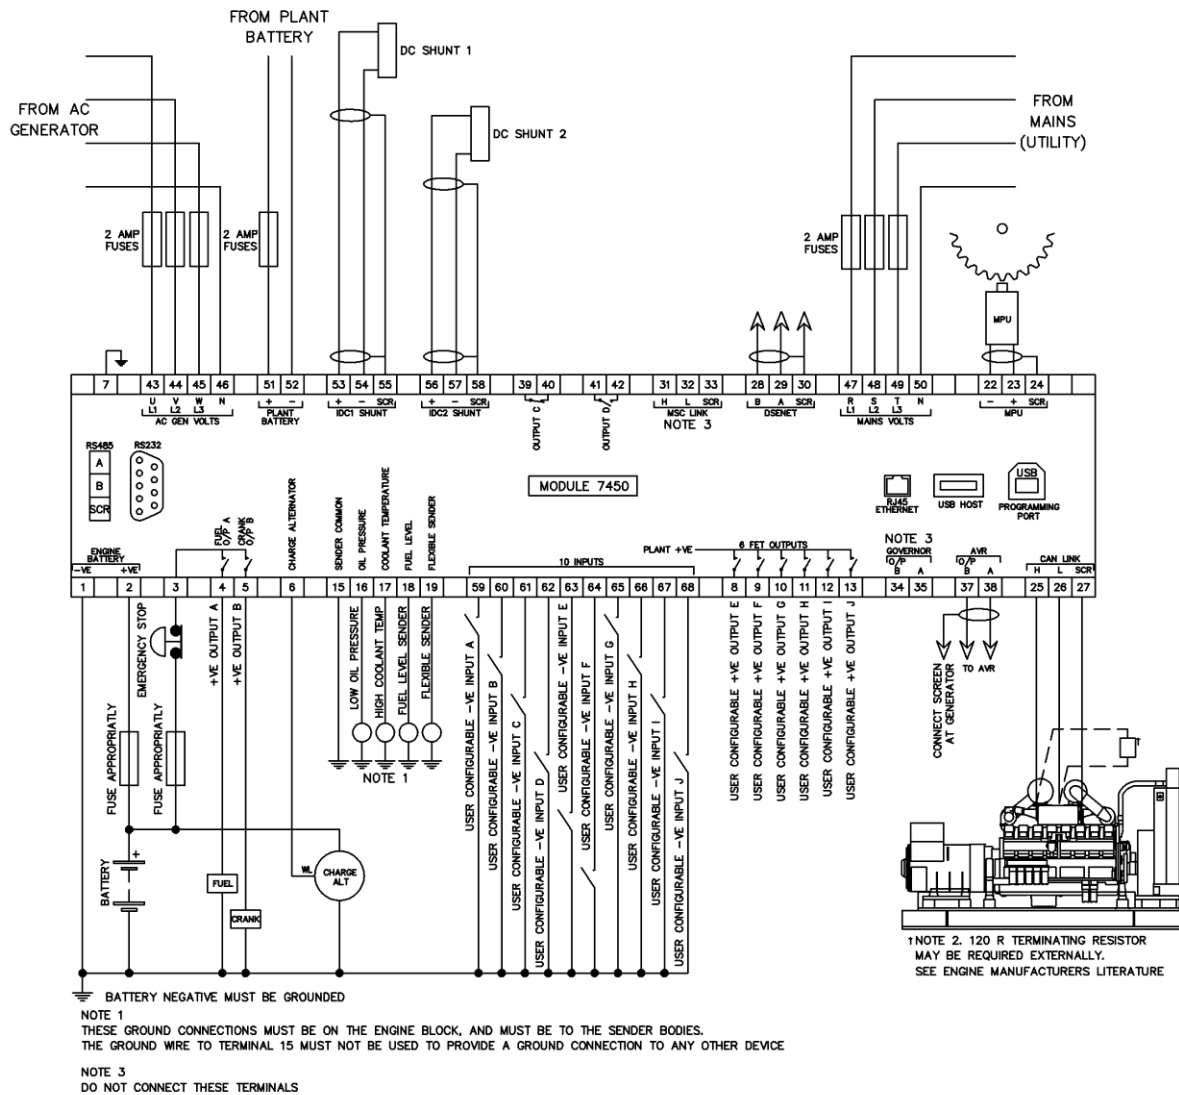 FROM PLANT
BATTERY
DC SHUNT 1
FROM AC
GENERATOR
DC SHUNT 2
FROM
MAINS
(UTILITY)
2 AMP
FUSES
2 AMP
FUSES
2 AMP
FUSES
MPU
7 43 44 45 46 51 52 53 54 55 56 57 58 39 40 41 42 31 32 33 28 29 30 47 48 49 50 22 23 24
U V W N + - + - SCR + - SCR H L SCR B A SCR R S T N - + SCR
L1 L2 L3 L1 L2 L3
AC GEN VOLTS
PLANT
BATTERY
IDC1 SHUNT
IDC2 SHUNT
OUTPUT C
OUTPUT D
MSC LINK
NOTE 3
DSENET
MAINS VOLTS
MPU
RS485
A
B
SCR
RS232
MODULE 7450
RJ45
ETHERNET
USB HOST
USB
PROGRAMMING
PORT
ENGINE
BATTERY
-VE +VE
FUEL
O/P A
CRANK
O/P B
CHARGE ALTERNATOR
SENDER COMMON
OIL PRESSURE
COOLANT TEMPERATURE
FUEL LEVEL
FLEXIBLE SENDER
10 INPUTS
PLANT +VE
6 FET OUTPUTS
NOTE 3
GOVERNOR
O/P
B A
AVR
O/P
B A
CAN LINK
H L SCR
1 2 3 4 5 6 15 16 17 18 19 59 60 61 62 63 64 65 66 67 68 8 9 10 11 12 13 34 35 37 38 25 26 27
EMERGENCY STOP
+VE OUTPUT A
+VE OUTPUT B
LOW OIL PRESSURE
HIGH COOLANT TEMP
FUEL LEVEL SENDER
FLEXIBLE SENDER
NOTE 1
USER CONFIGURABLE -VE INPUT A
USER CONFIGURABLE -VE INPUT B
USER CONFIGURABLE -VE INPUT C
USER CONFIGURABLE -VE INPUT D
USER CONFIGURABLE -VE INPUT E
USER CONFIGURABLE -VE INPUT F
USER CONFIGURABLE -VE INPUT G
USER CONFIGURABLE -VE INPUT H
USER CONFIGURABLE -VE INPUT I
USER CONFIGURABLE -VE INPUT J
USER CONFIGURABLE +VE OUTPUT E
USER CONFIGURABLE +VE OUTPUT F
USER CONFIGURABLE +VE OUTPUT G
USER CONFIGURABLE +VE OUTPUT H
USER CONFIGURABLE +VE OUTPUT I
USER CONFIGURABLE +VE OUTPUT J
CONNECT SCREEN
AT GENERATOR
TO AVR
FUSE APPROPRIATLY
FUSE APPROPRIATLY
BATTERY
+
FUEL
CRANK
WL
CHARGE
ALT
†
†NOTE 2. 120 R TERMINATING RESISTOR
MAY BE REQUIRED EXTERNALLY.
SEE ENGINE MANUFACTURERS LITERATURE
BATTERY NEGATIVE MUST BE GROUNDED
NOTE 1
THESE GROUND CONNECTIONS MUST BE ON THE ENGINE BLOCK, AND MUST BE TO THE SENDER BODIES.
THE GROUND WIRE TO TERMINAL 15 MUST NOT BE USED TO PROVIDE A GROUND CONNECTION TO ANY OTHER DEVICE
NOTE 3
DO NOT CONNECT THESE TERMINALS